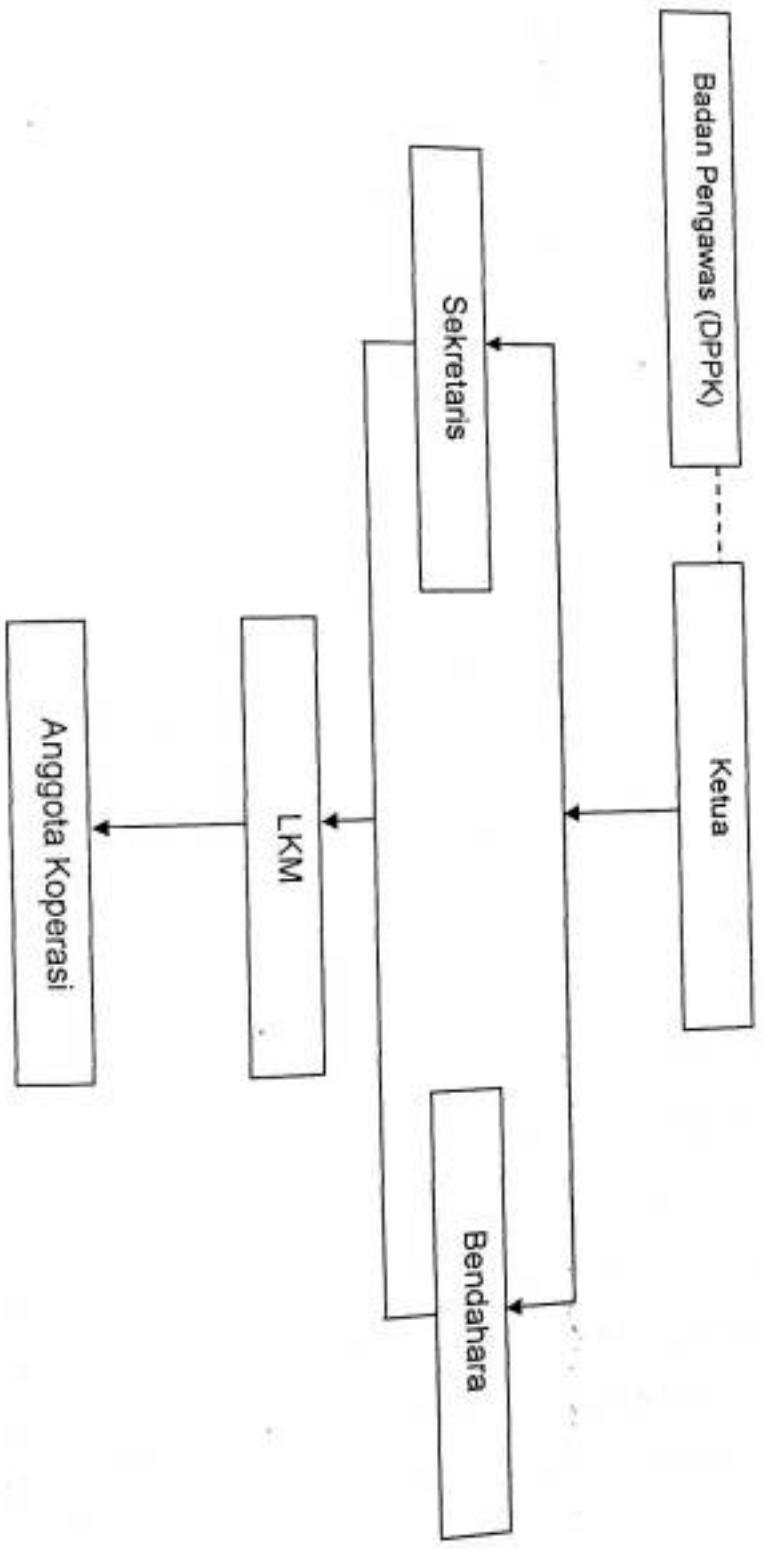 Badan Pengawas (DPPK)
Ketua
Sekretaris
Bendahara
LKM
Anggota Koperasi